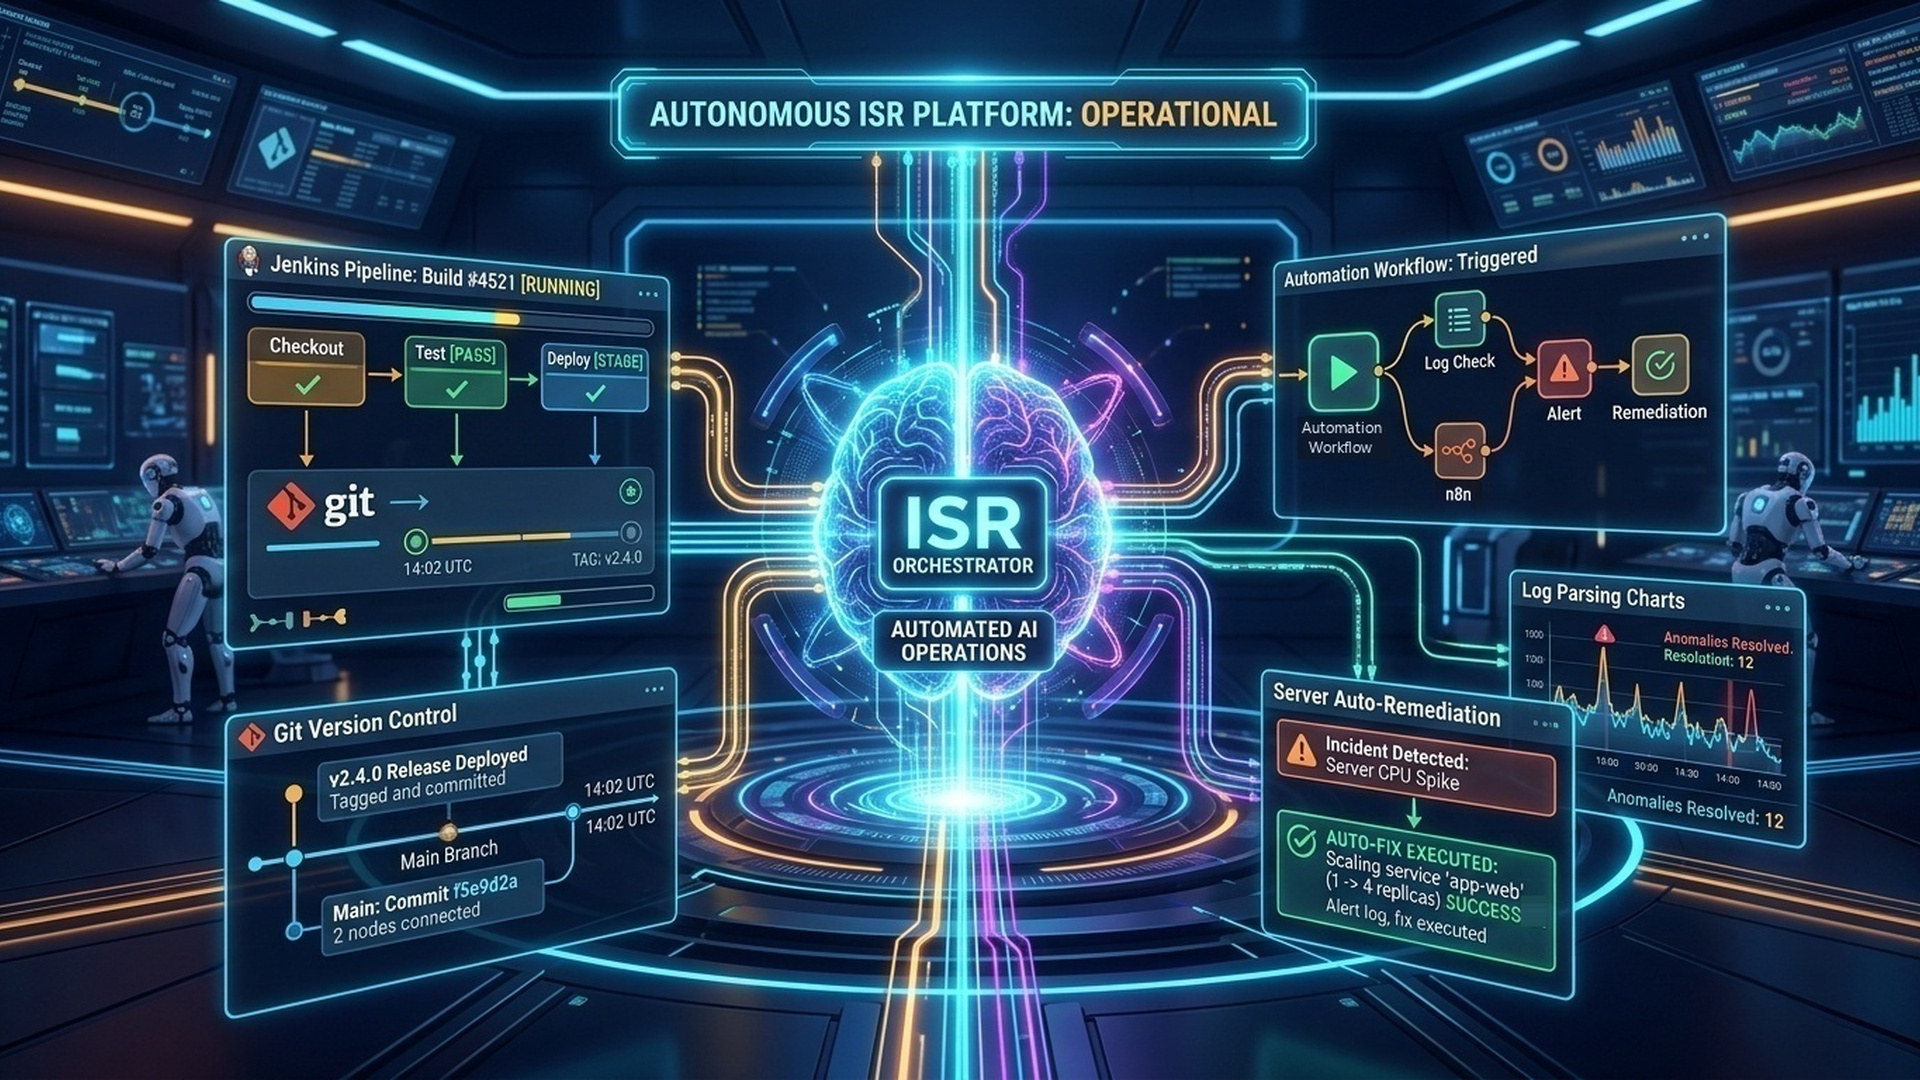 AUTONOMOUS ISR PLATFORM: OPERATIONAL
Jenkins Pipeline: Build #4521 [RUNNING]
Checkout
Test [PASS]
Deploy [STAGE]
git
14:02 UTC
TAG: v2.4.0
Git Version Control
v2.4.0 Release Deployed
Tagged and committed
14:02 UTC
14:02 UTC
Main Branch
Main: Commit f5e9d2a
2 nodes connected
ISR
ORCHESTRATOR
AUTOMATED AI
OPERATIONS
Automation Workflow: Triggered
Automation
Workflow
Log Check
n8n
Alert
Remediation
Log Parsing Charts
Anomalies Resolved.
Resolution: 12
14:30
14:00
Anomalies Resolved: 12
Server Auto-Remediation
Incident Detected:
Server CPU Spike
AUTO-FIX EXECUTED:
Scaling service 'app-web'
(1 -> 4 replicas) SUCCESS
Alert log, fix executed